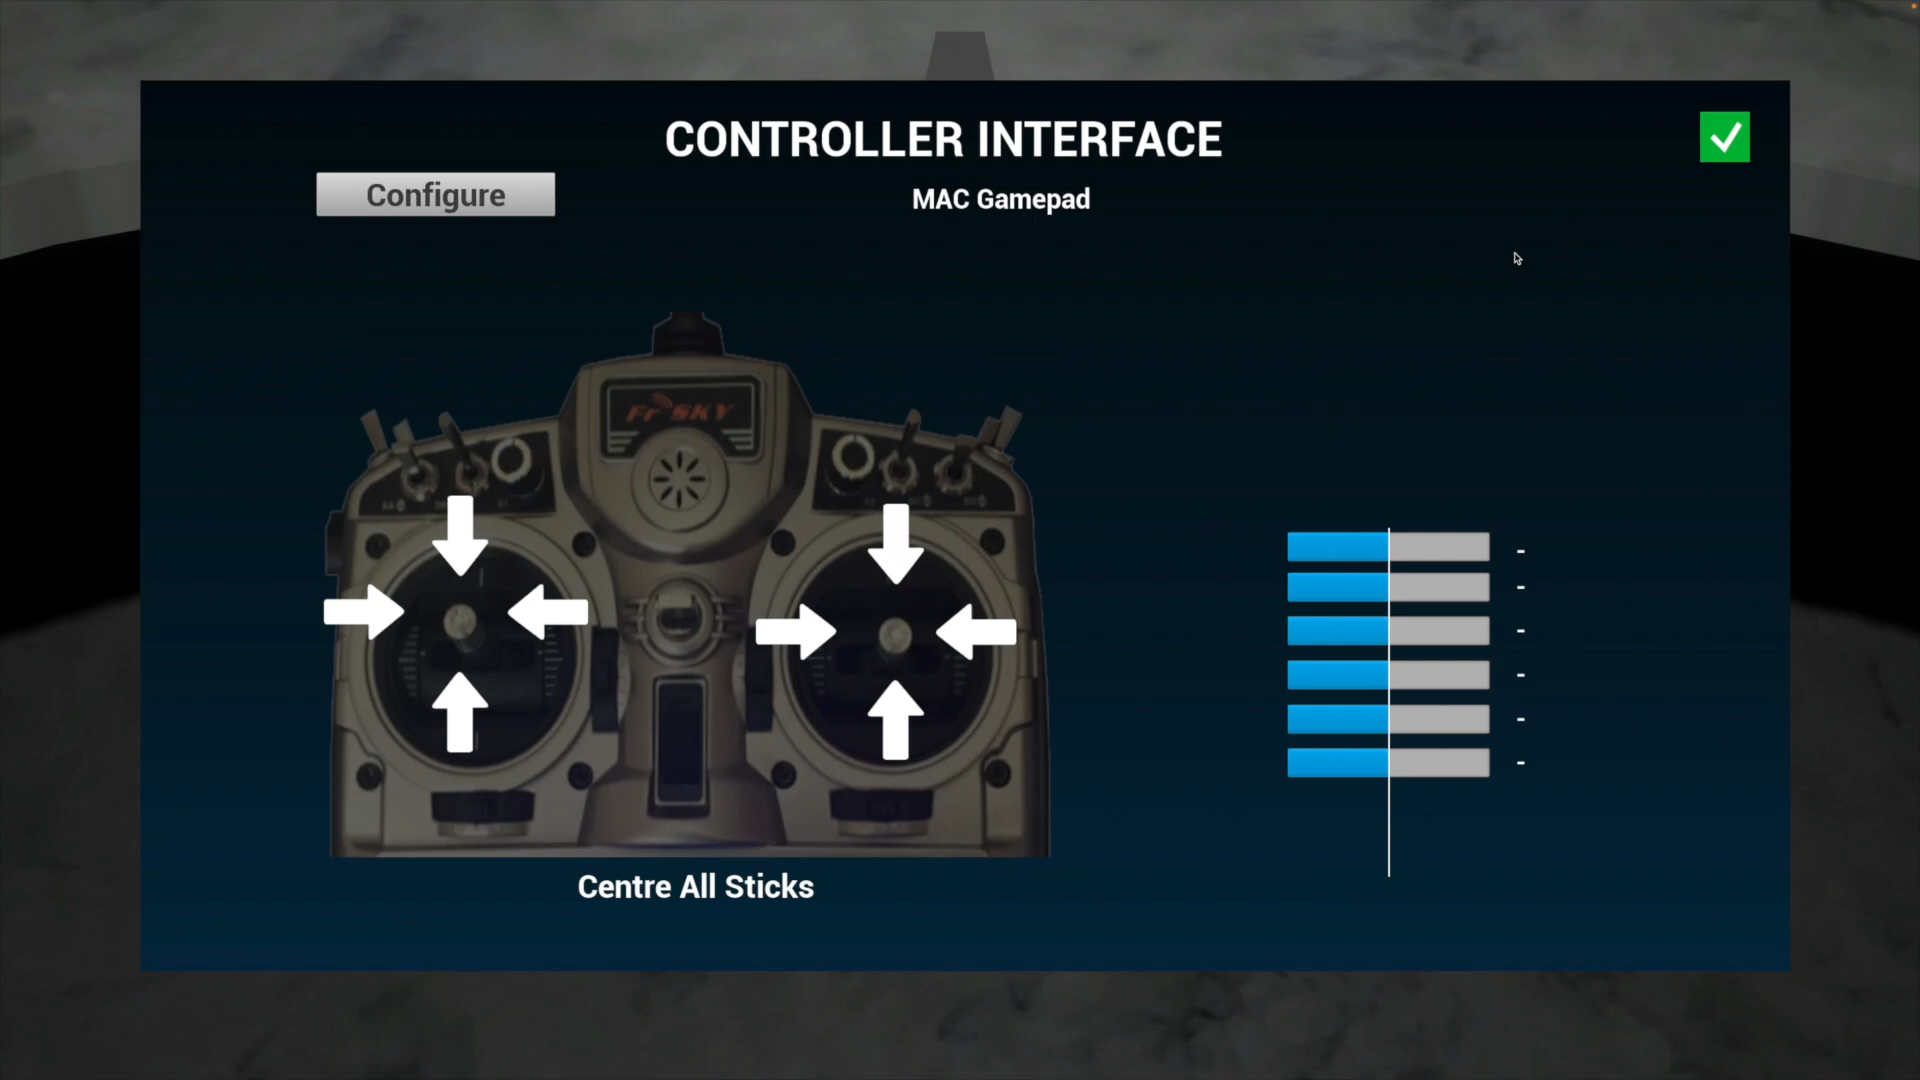 CONTROLLER INTERFACE
Configure
MAC Gamepad
FrSKY
-
-
-
-
-
-
Centre All Sticks